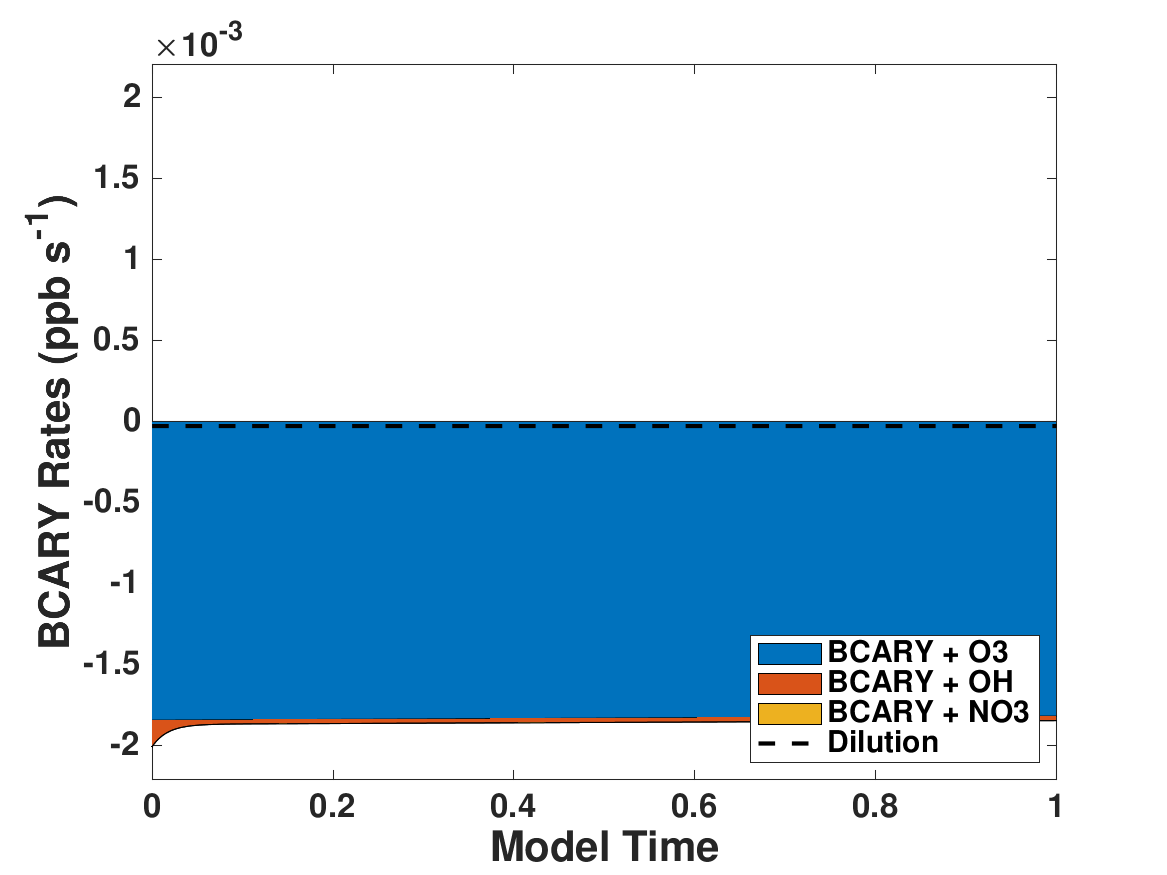 ×10-3
2
1.5
1
0.5
0
-0.5
-1
-1.5
-2
BCARY Rates (ppb s-1)
BCARY + O3
BCARY + OH
BCARY + NO3
Dilution
0 0.2 0.4 0.6 0.8 1
Model Time